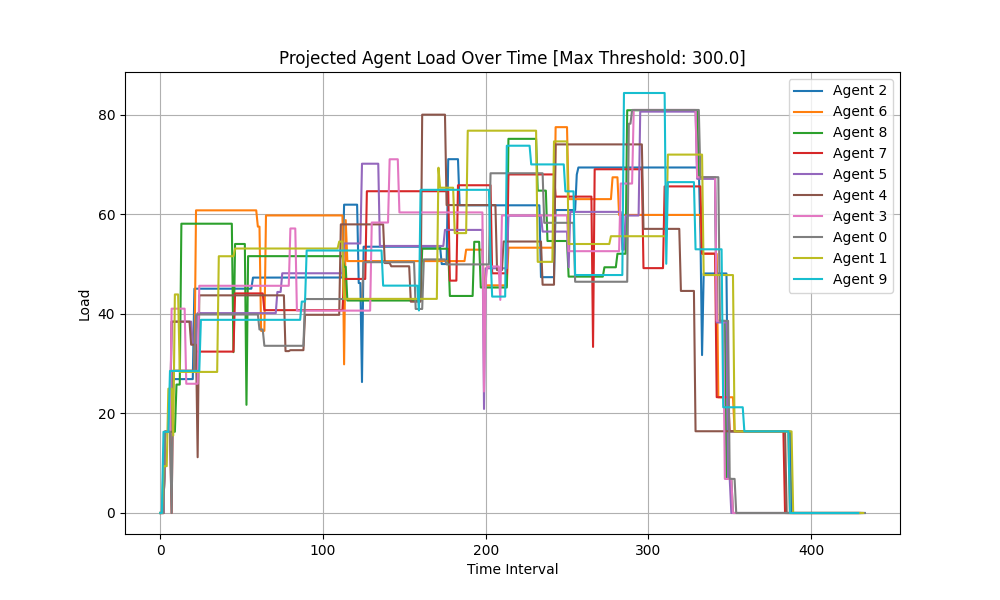 Projected Agent Load Over Time [Max Threshold: 300.0]
Load
80
60
40
20
0
0 100 200 300 400
Time Interval
Agent 2
Agent 6
Agent 8
Agent 7
Agent 5
Agent 4
Agent 3
Agent 0
Agent 1
Agent 9